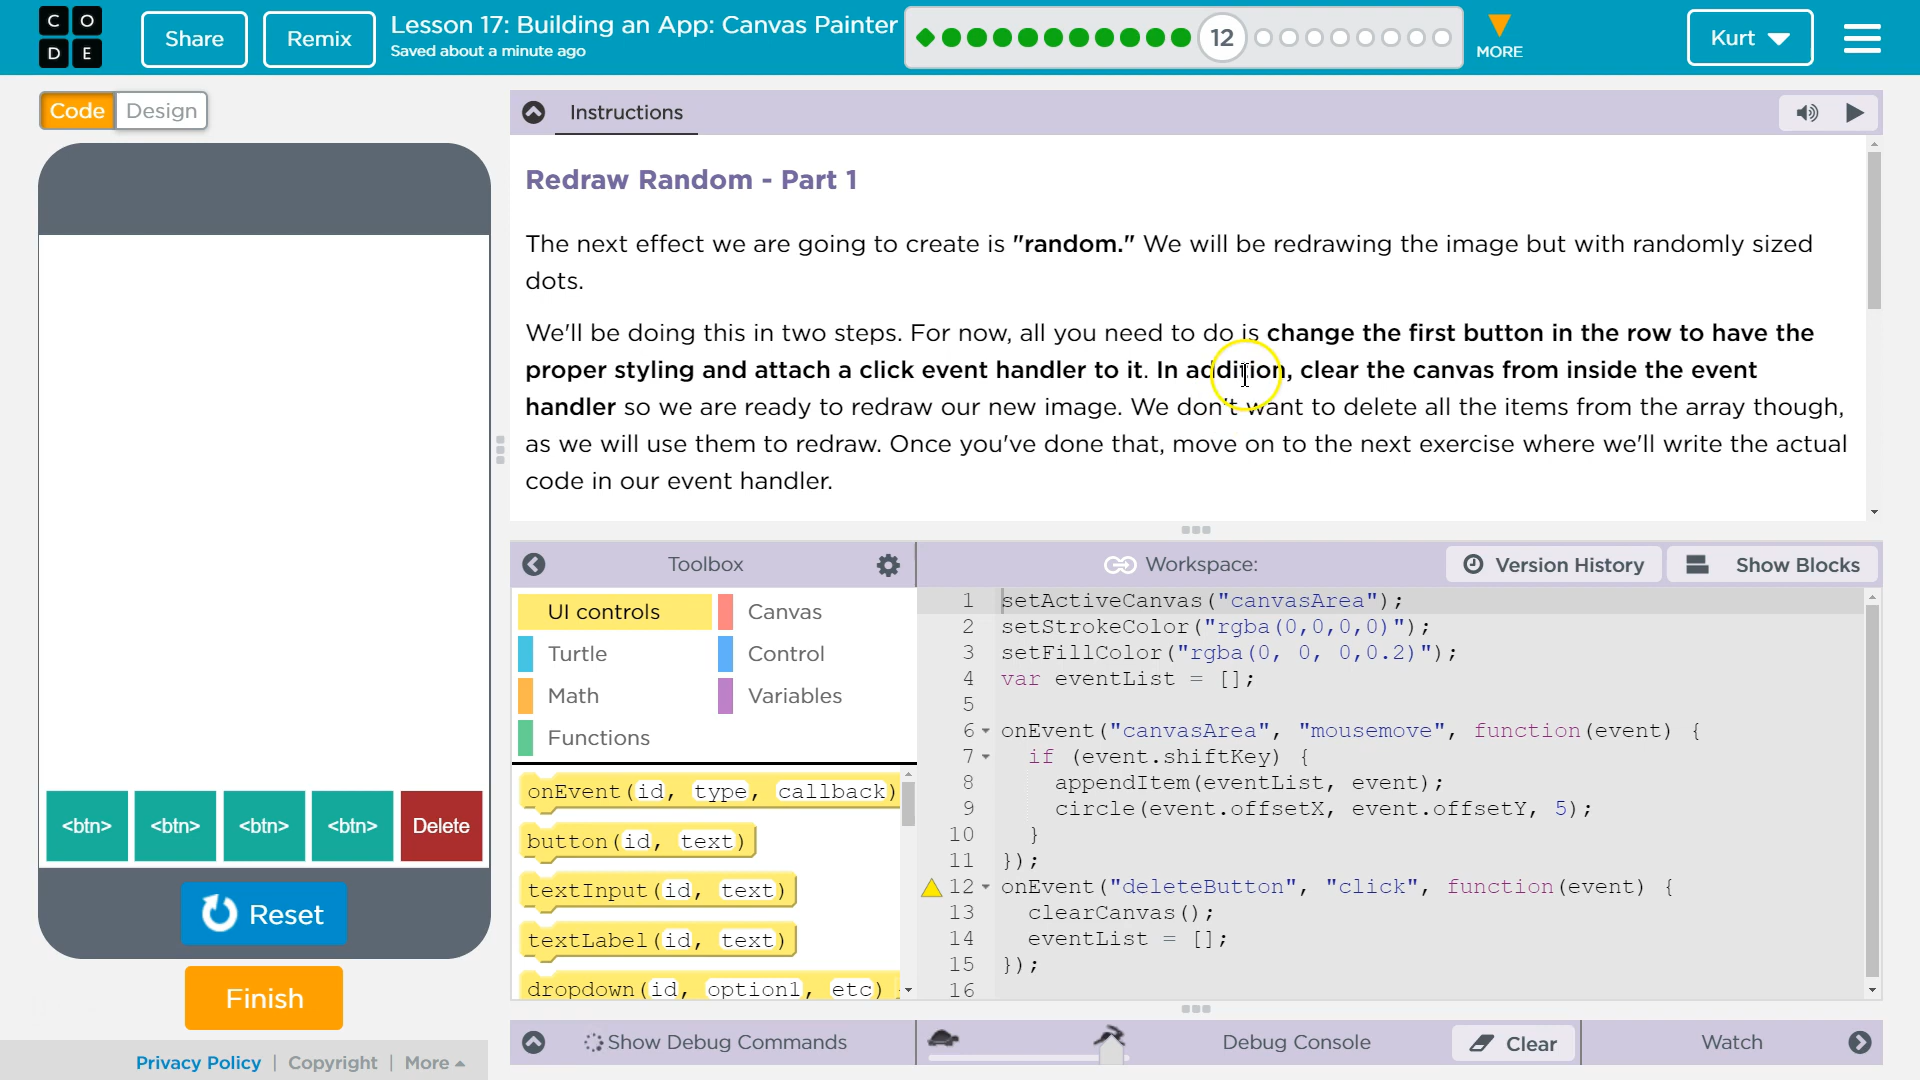 CODE
Share
Remix
Lesson 17: Building an App: Canvas Painter
Saved about a minute ago
12
MORE
Kurt
Code
Design
<btn>
<btn>
<btn>
<btn>
Delete
Reset
Finish
Privacy Policy | Copyright | More
Instructions
Redraw Random - Part 1
The next effect we are going to create is "random." We will be redrawing the image but with randomly sized
dots.
We'll be doing this in two steps. For now, all you need to do is change the first button in the row to have the
proper styling and attach a click event handler to it. In addition, clear the canvas from inside the event
handler so we are ready to redraw our new image. We don't want to delete all the items from the array though,
as we will use them to redraw. Once you've done that, move on to the next exercise where we'll write the actual
code in our event handler.
Toolbox
UI controls
Canvas
Turtle
Control
Math
Variables
Functions
onEvent(id, type, callback)
button(id, text)
textInput(id, text)
textLabel(id, text)
dropdown(id, option1, etc)
Workspace:
Version History
Show Blocks
1 setActiveCanvas("canvasArea");
2 setStrokeColor("rgba(0,0,0,0)");
3 setFillColor("rgba(0, 0, 0,0.2)");
4 var eventList = [];
5
6 onEvent("canvasArea", "mousemove", function(event) {
7 if (event.shiftKey) {
8 appendItem(eventList, event);
9 circle(event.offsetX, event.offsetY, 5);
10 }
11 });
12 onEvent("deleteButton", "click", function(event) {
13 clearCanvas();
14 eventList = [];
15 });
16
Show Debug Commands
Debug Console
Clear
Watch